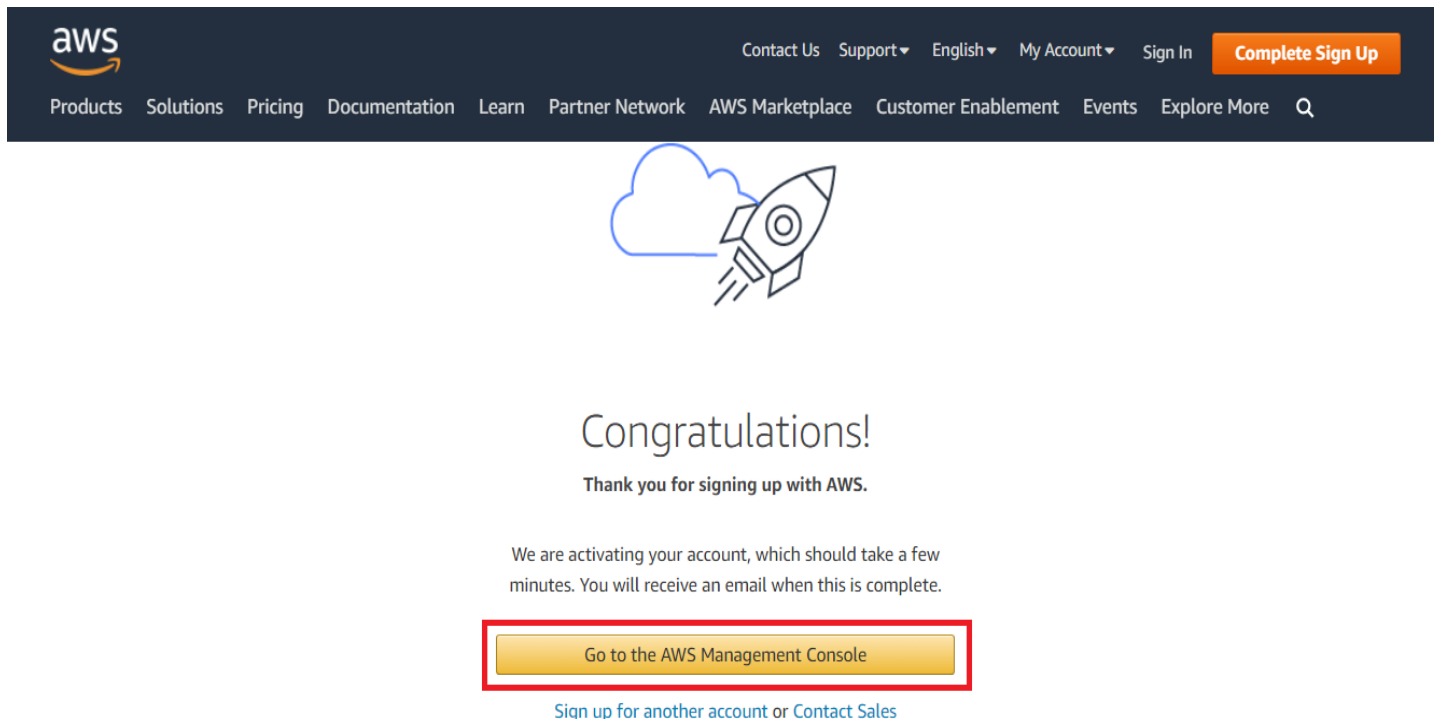 aws
Contact Us Support English My Account Sign In Complete Sign Up
Products Solutions Pricing Documentation Learn Partner Network AWS Marketplace Customer Enablement Events Explore More
Congratulations!
Thank you for signing up with AWS.
We are activating your account, which should take a few
minutes. You will receive an email when this is complete.
Go to the AWS Management Console
Sign up for another account or Contact Sales